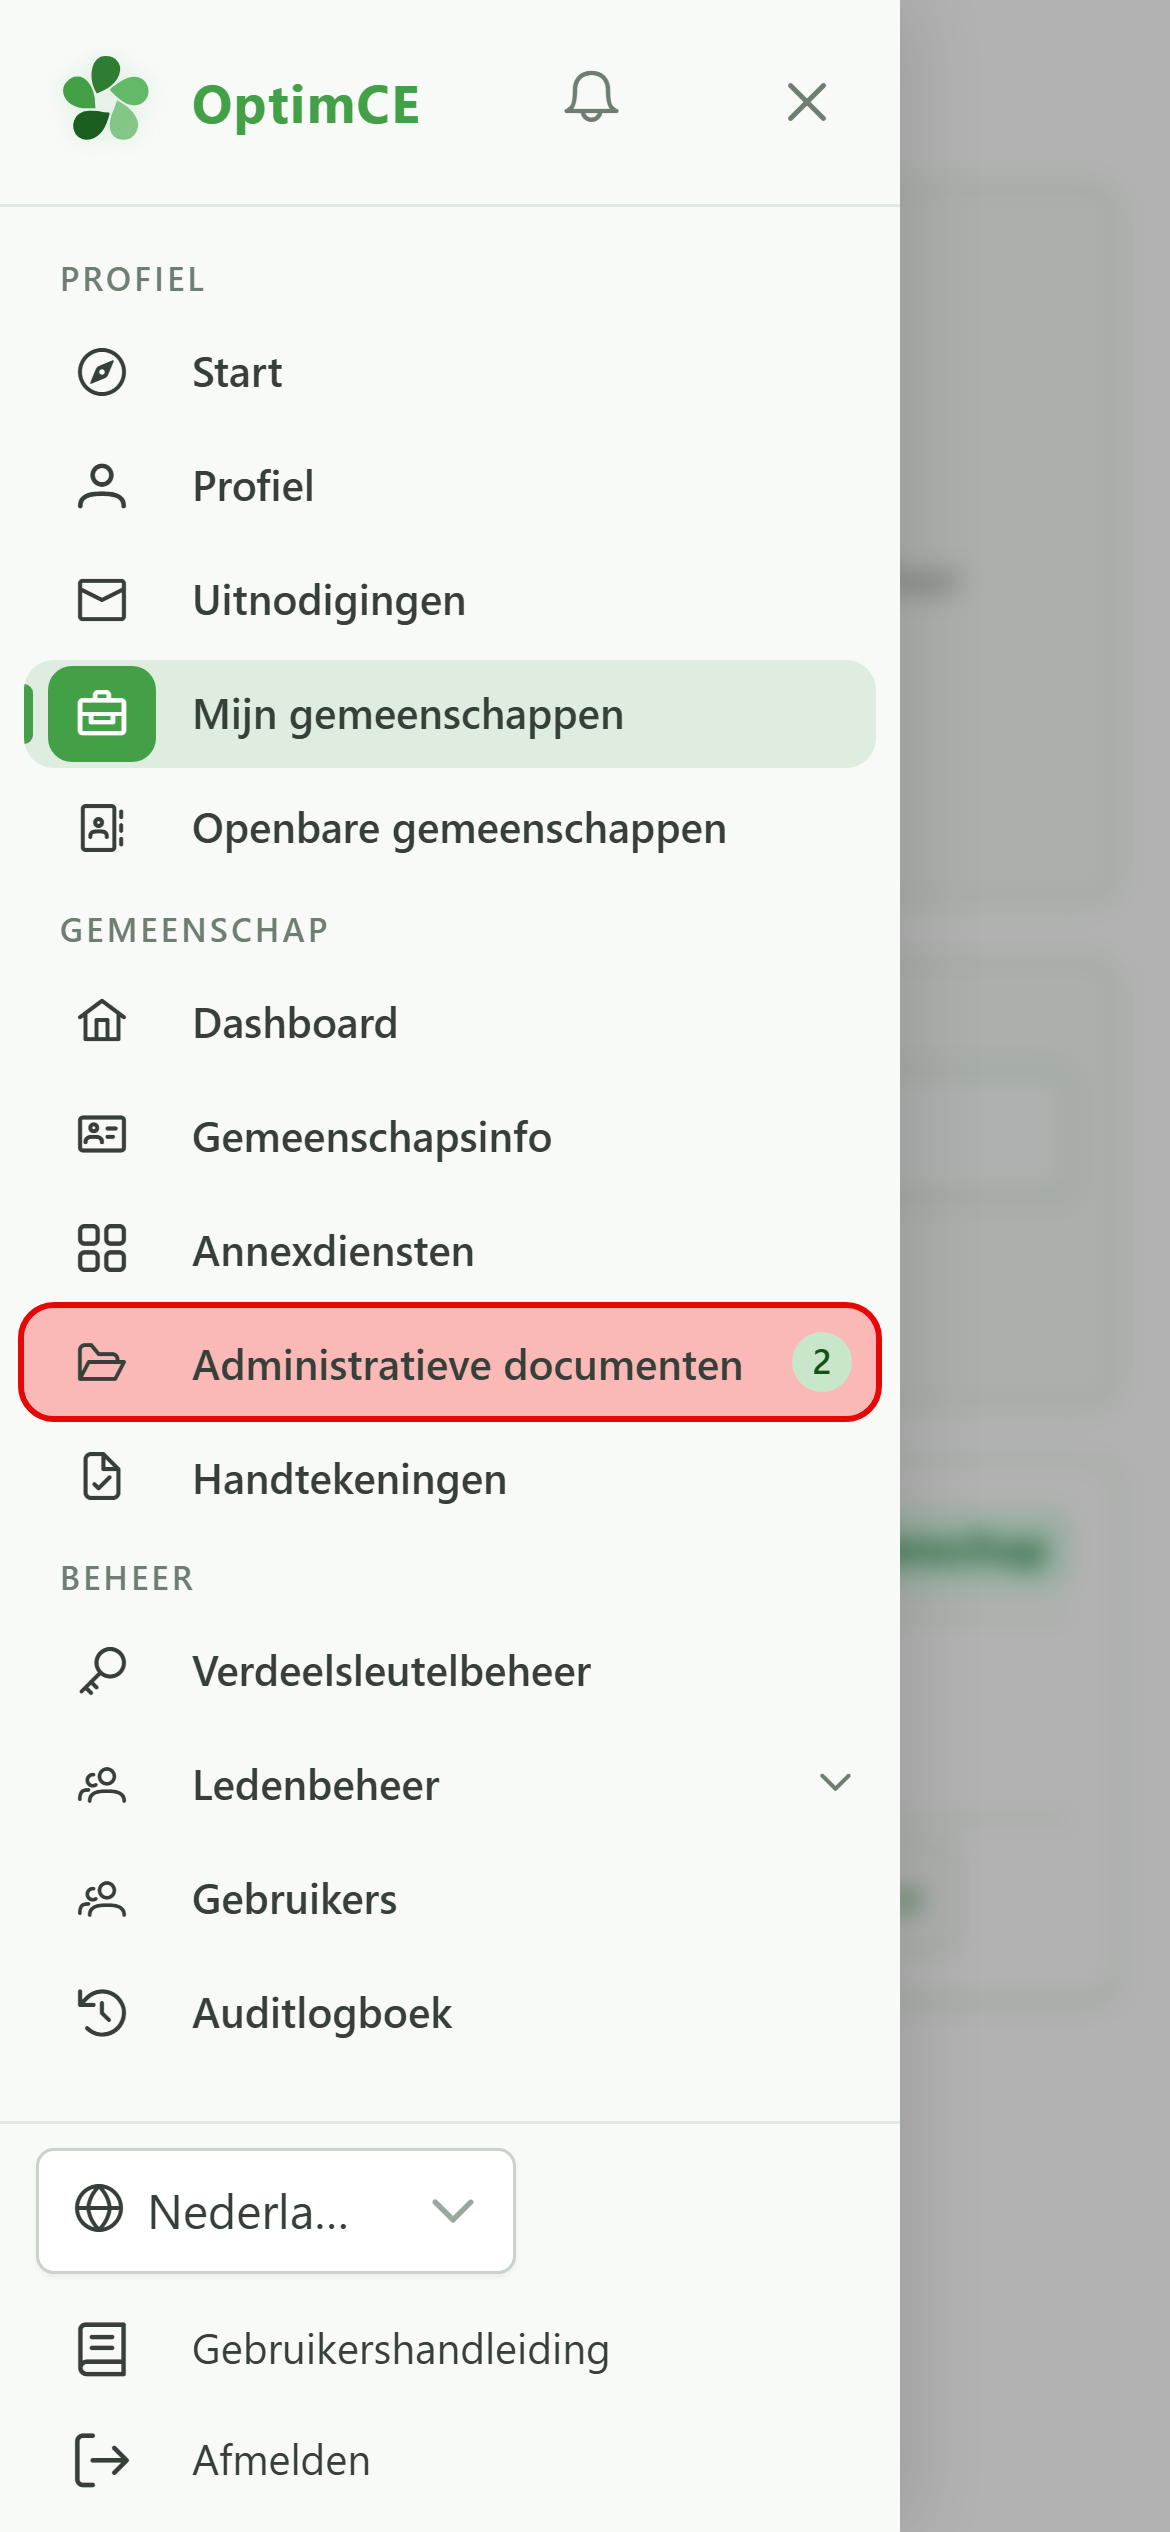 OptimCE
PROFIEL
Start
Profiel
Uitnodigingen
Mijn gemeenschappen
Openbare gemeenschappen
GEMEENSCHAP
Dashboard
Gemeenschapsinfo
Annexdiensten
Administratieve documenten 2
Handtekeningen
BEHEER
Verdeelsleutelbeheer
Ledenbeheer
Gebruikers
Auditlogboek
Nederla...
Gebruikershandleiding
Afmelden